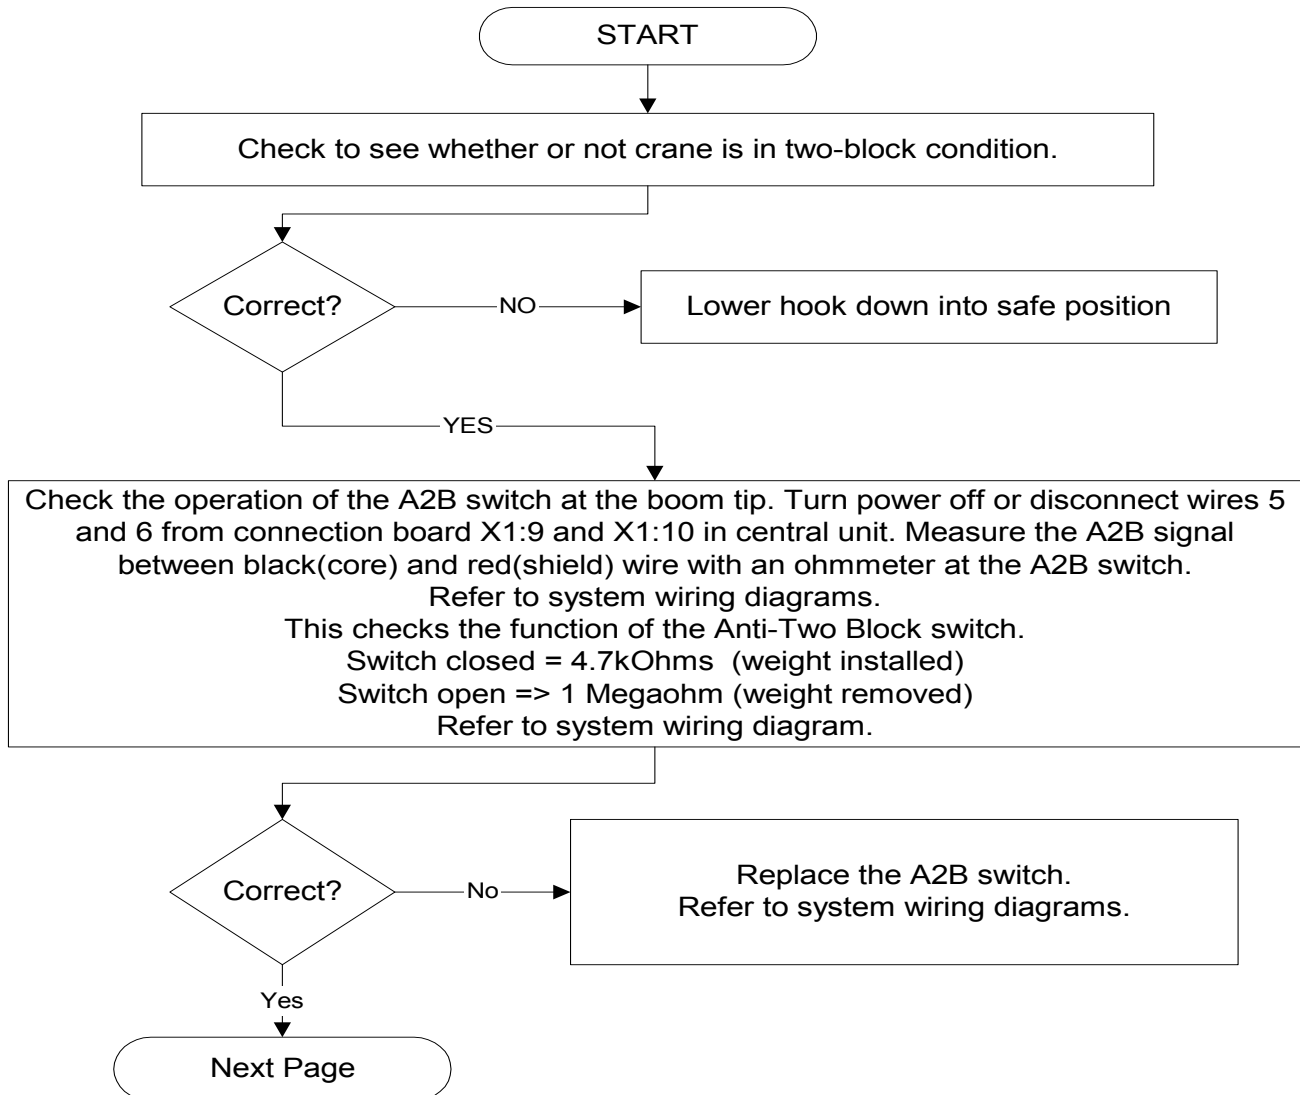 START
Check to see whether or not crane is in two-block condition.
Correct?
NO
Lower hook down into safe position
YES
Check the operation of the A2B switch at the boom tip. Turn power off or disconnect wires 5
and 6 from connection board X1:9 and X1:10 in central unit. Measure the A2B signal
between black(core) and red(shield) wire with an ohmmeter at the A2B switch.
Refer to system wiring diagrams.
This checks the function of the Anti-Two Block switch.
Switch closed = 4.7kOhms (weight installed)
Switch open => 1 Megaohm (weight removed)
Refer to system wiring diagram.
Correct?
No
Replace the A2B switch.
Refer to system wiring diagrams.
Yes
Next Page